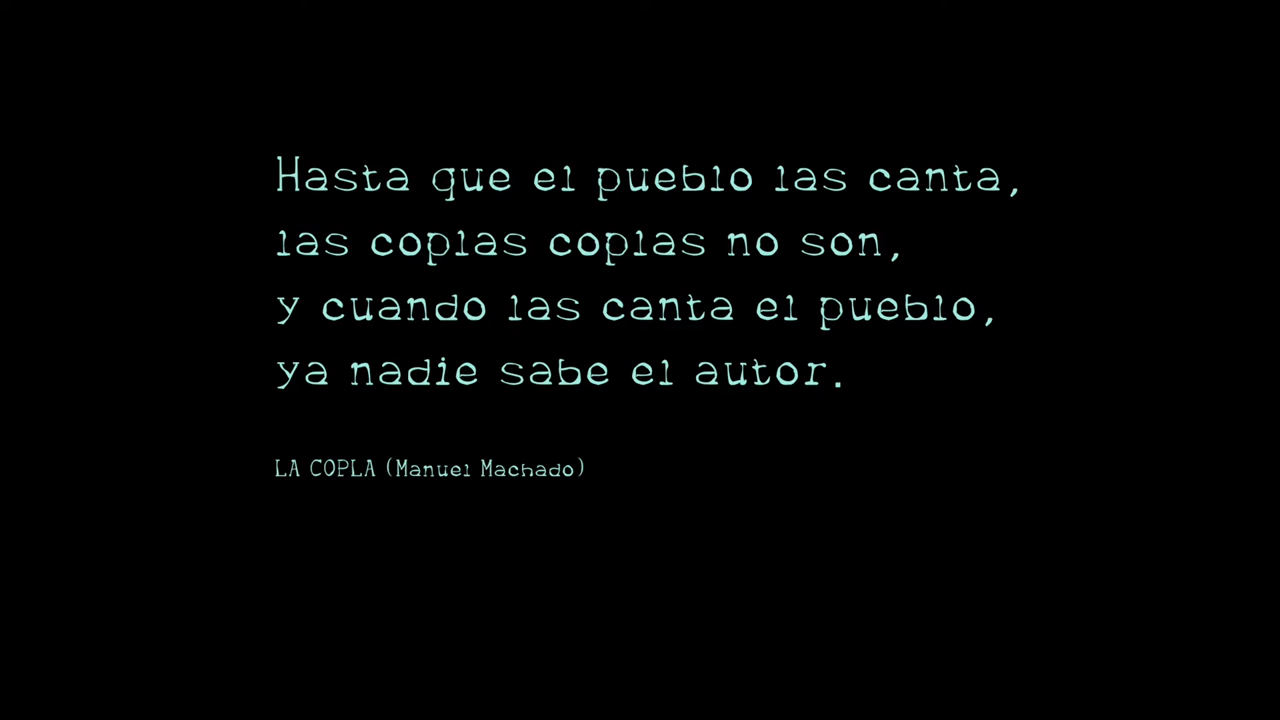 Hasta que el pueblo las canta,
las coplas coplas no son,
y cuando las canta el pueblo,
ya nadie sabe el autor.
LA COPLA (Manuel Machado)